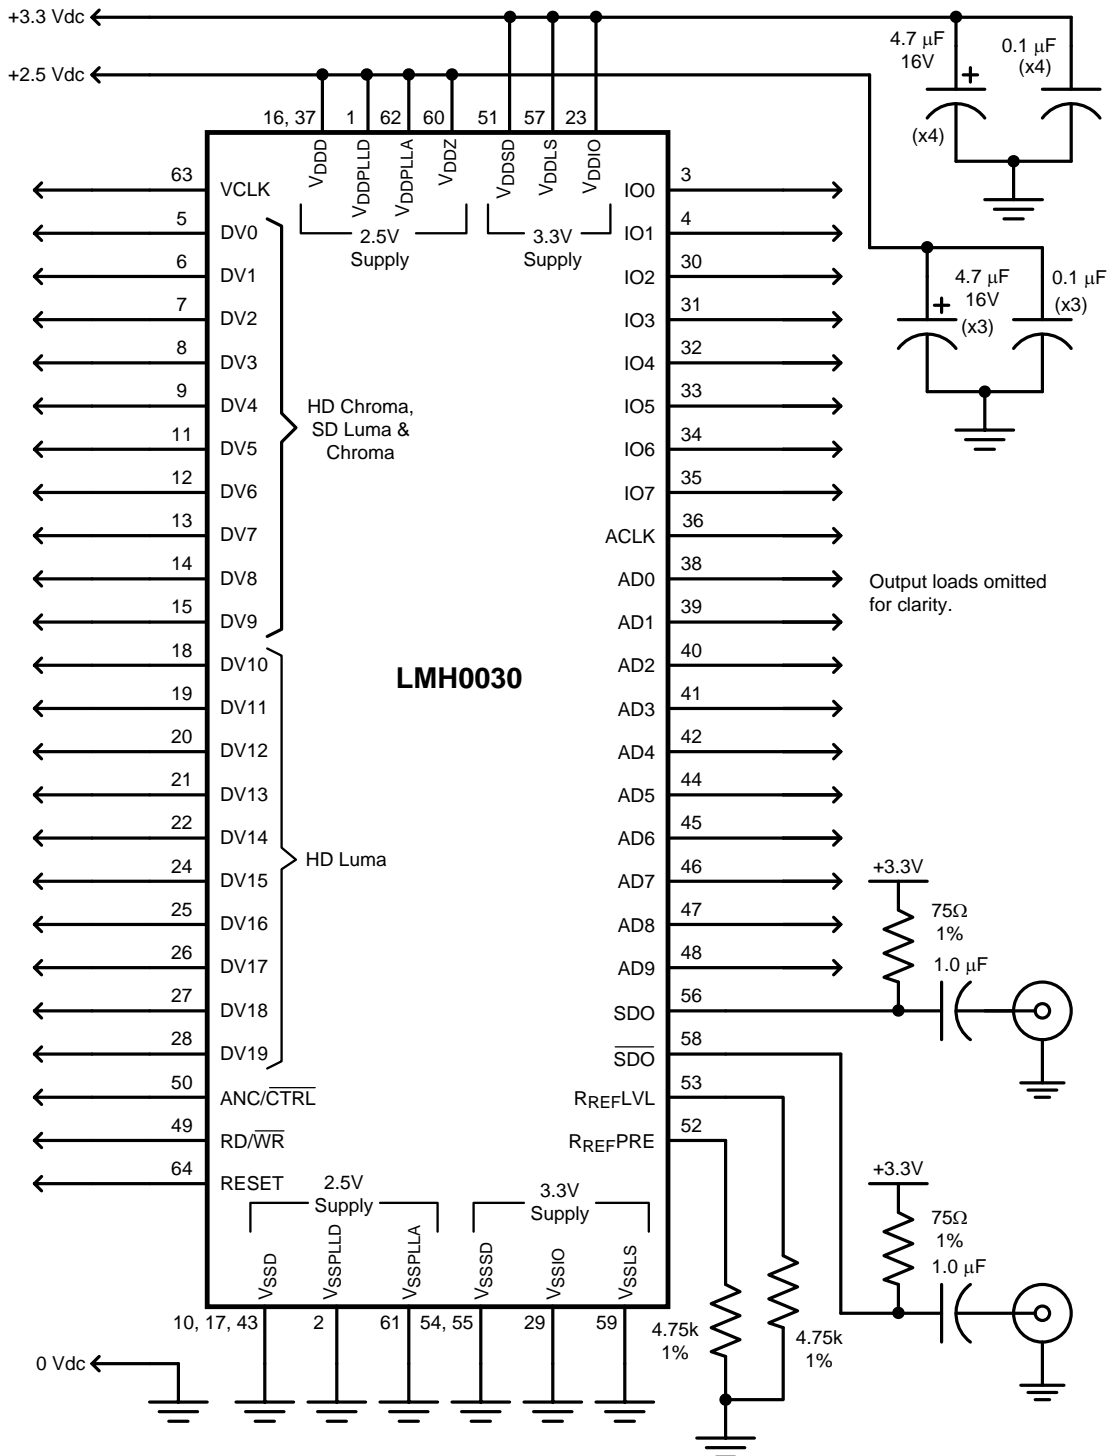 +3.3 Vdc
4.7 µF
16V
(x4)
0.1 µF
(x4)
+2.5 Vdc
16, 37
1
62
60
51
57
23
VDDD
VDDPLLD
VDDPLLA
VDDZ
VDDSD
VDDLS
VDDIO
2.5V
Supply
3.3V
Supply
4.7 µF
16V
(x3)
0.1 µF
(x3)
63
VCLK
5
DV0
6
DV1
7
DV2
8
DV3
9
DV4
11
DV5
12
DV6
13
DV7
14
DV8
15
DV9
18
DV10
19
DV11
20
DV12
21
DV13
22
DV14
24
DV15
25
DV16
26
DV17
27
DV18
28
DV19
50
ANC/CTRL
49
RD/WR
64
RESET
HD Chroma,
SD Luma &
Chroma
LMH0030
HD Luma
IO0
3
IO1
4
IO2
30
IO3
31
IO4
32
IO5
33
IO6
34
IO7
35
ACLK
36
AD0
38
AD1
39
AD2
40
AD3
41
AD4
42
AD5
44
AD6
45
AD7
46
AD8
47
AD9
48
SDO
56
SDO
58
RREFLVL
53
RREFPRE
52
Output loads omitted
for clarity.
+3.3V
75Ω
1%
1.0 µF
+3.3V
75Ω
1%
1.0 µF
2.5V
Supply
3.3V
Supply
VSSD
VSSPLLD
VSSPLLA
VSSSD
VSSIO
VSSLS
10, 17, 43
2
61
54, 55
29
59
4.75k
1%
4.75k
1%
0 Vdc